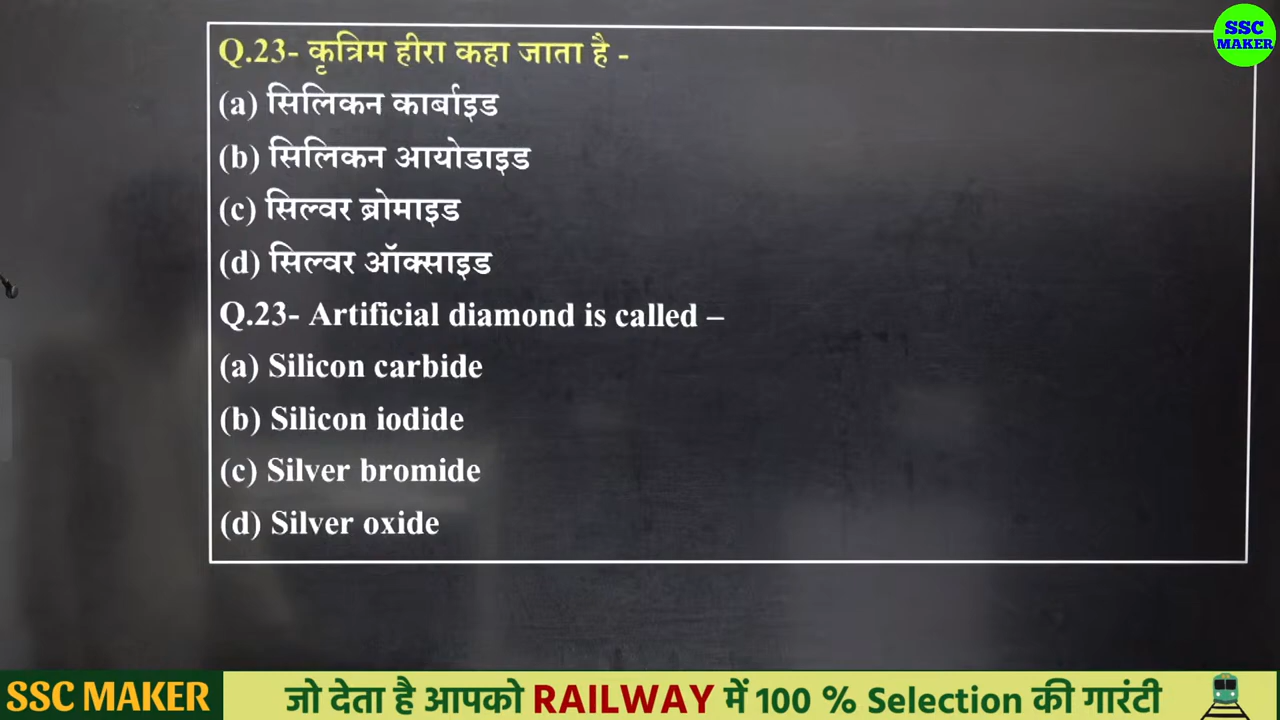 SSC
MAKER
Q.23- कृत्रिम हीरा कहा जाता है -
(a) सिलिकन कार्बाइड
(b) सिलिकन आयोडाइड
(c) सिल्वर ब्रोमाइड
(d) सिल्वर ऑक्साइड
Q.23- Artificial diamond is called –
(a) Silicon carbide
(b) Silicon iodide
(c) Silver bromide
(d) Silver oxide
SSC MAKER जो देता है आपको RAILWAY में 100 % Selection की गारंटी